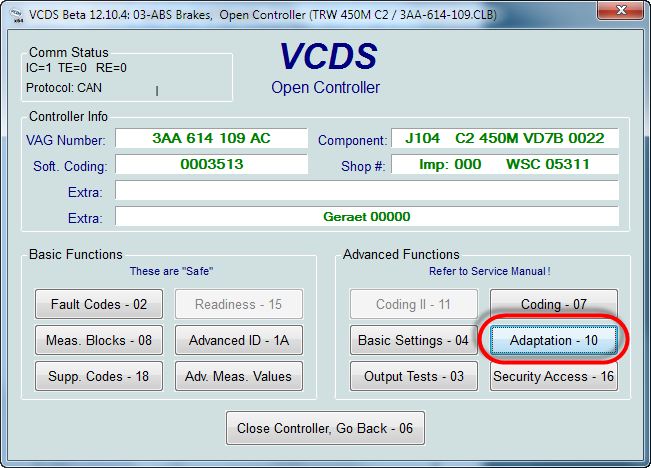 VCDS Beta 12.10.4: 03-ABS Brakes,  Open Controller (TRW 450M C2 / 3AA-614-109.CLB)
Comm Status
IC=1 TE=0 RE=0
Protocol: CAN
VCDS
Open Controller
Controller Info
VAG Number: 3AA 614 109 AC Component: J104 C2 450M VD7B 0022
Soft. Coding: 0003513 Shop #: Imp: 000 WSC 05311
Extra:
Extra: Geraet 00000
Basic Functions
These are "Safe"
Fault Codes - 02 Readiness - 15
Meas. Blocks - 08 Advanced ID - 1A
Supp. Codes - 18 Adv. Meas. Values
Advanced Functions
Refer to Service Manual!
Coding II - 11 Coding - 07
Basic Settings - 04 Adaptation - 10
Output Tests - 03 Security Access - 16
Close Controller, Go Back - 06